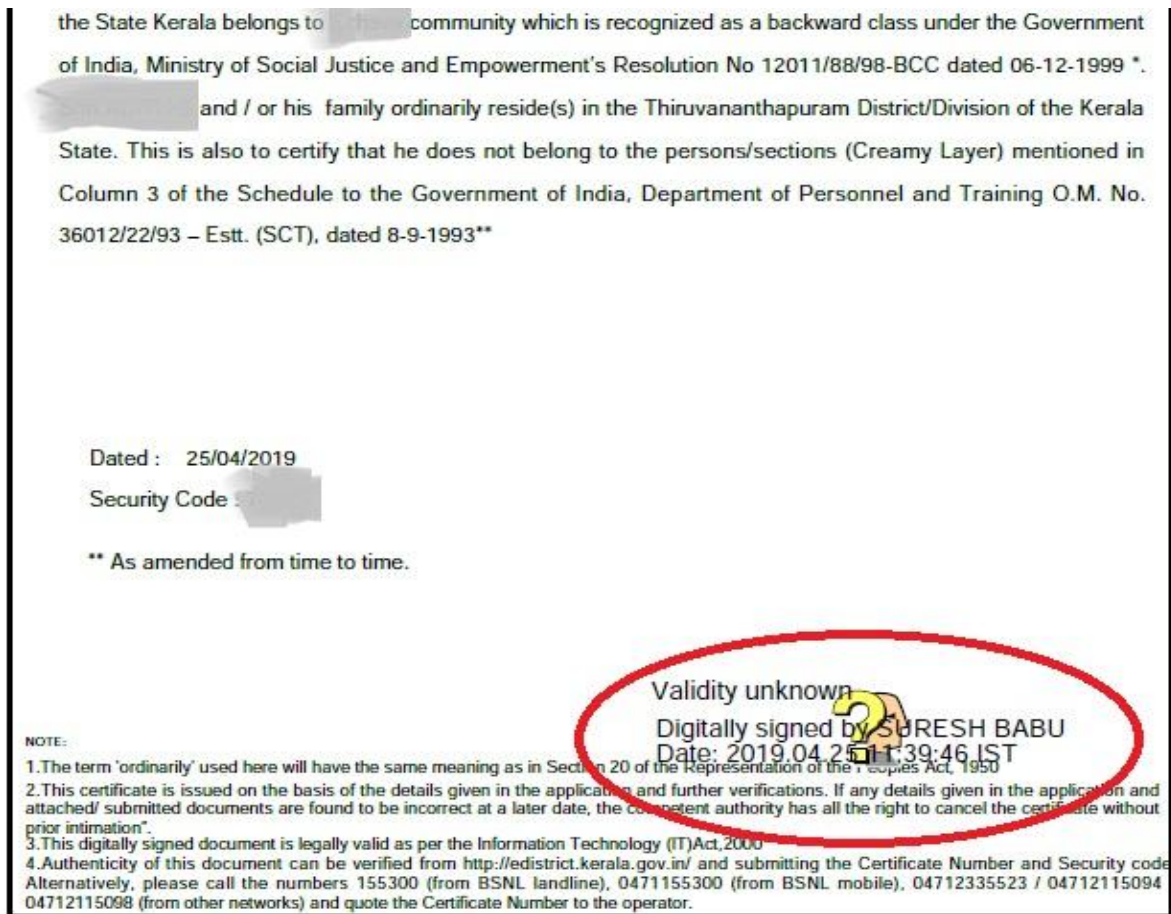 the State Kerala belongs to community which is recognized as a backward class under the Government
of India, Ministry of Social Justice and Empowerment's Resolution No 12011/88/98-BCC dated 06-12-1999 *.
and / or his family ordinarily reside(s) in the Thiruvananthapuram District/Division of the Kerala
State. This is also to certify that he does not belong to the persons/sections (Creamy Layer) mentioned in
Column 3 of the Schedule to the Government of India, Department of Personnel and Training O.M. No.
36012/22/93 – Estt. (SCT), dated 8-9-1993**
Dated : 25/04/2019
Security Code :
** As amended from time to time.
Validity unknown
Digitally signed by SURESH BABU
Date: 2019.04.25 11:39:46 IST
NOTE:
1.The term 'ordinarily' used here will have the same meaning as in Section 20 of the Representation of the Peoples Act, 1950
2.This certificate is issued on the basis of the details given in the application and further verifications. If any details given in the application and
attached/ submitted documents are found to be incorrect at a later date, the competent authority has all the right to cancel the certificate without
prior intimation".
3.This digitally signed document is legally valid as per the Information Technology (IT)Act,2000
4.Authenticity of this document can be verified from http://edistrict.kerala.gov.in/ and submitting the Certificate Number and Security code
Alternatively, please call the numbers 155300 (from BSNL landline), 0471155300 (from BSNL mobile), 04712335523 / 04712115094
04712115098 (from other networks) and quote the Certificate Number to the operator.